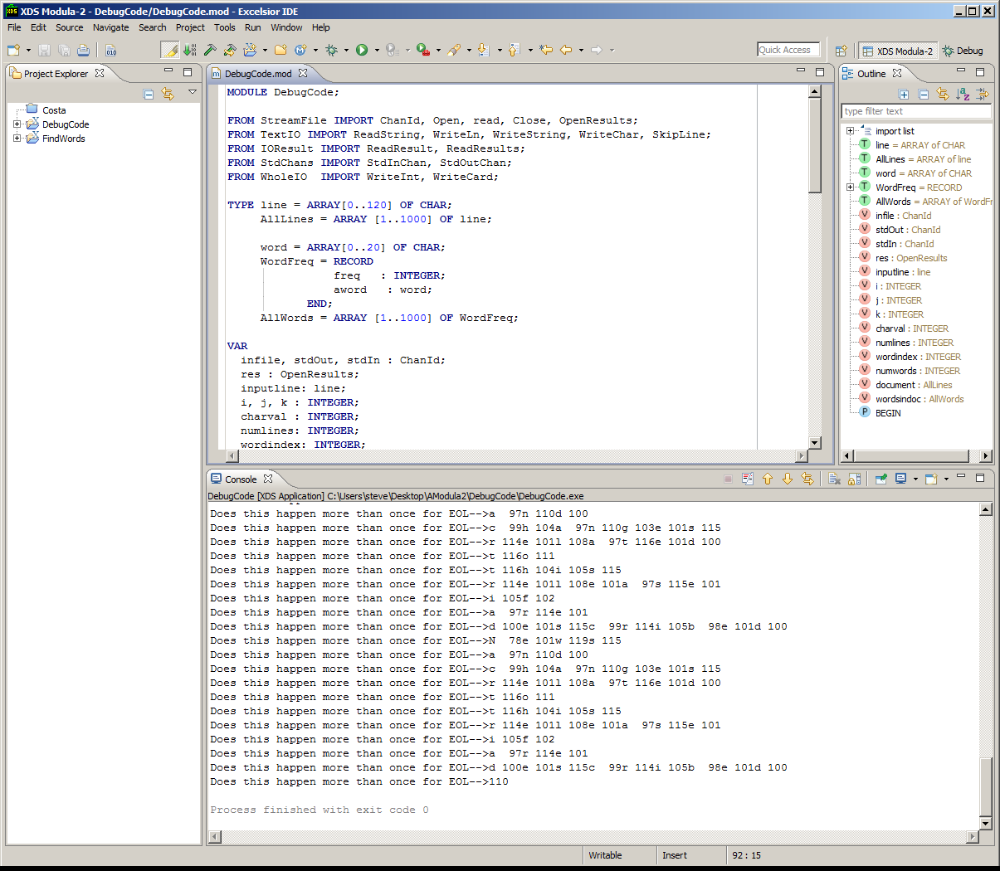 XDS Modula-2 - DebugCode/DebugCode.mod - Excelsior IDE
File Edit Source Navigate Search Project Tools Run Window Help
Quick Access XDS Modula-2 Debug
Project Explorer
Costa
DebugCode
FindWords
DebugCode.mod
MODULE DebugCode;
FROM StreamFile IMPORT ChanId, Open, read, Close, OpenResults;
FROM TextIO IMPORT ReadString, WriteLn, WriteString, WriteChar, SkipLine;
FROM IOResult IMPORT ReadResult, ReadResults;
FROM StdChans IMPORT StdInChan, StdOutChan;
FROM WholeIO  IMPORT WriteInt, WriteCard;
TYPE line = ARRAY[0..120] OF CHAR;
AllLines = ARRAY [1..1000] OF line;
word = ARRAY[0..20] OF CHAR;
WordFreq = RECORD
freq   : INTEGER;
aword   : word;
END;
AllWords = ARRAY [1..1000] OF WordFreq;
VAR
infile, stdOut, stdIn : ChanId;
res : OpenResults;
inputline: line;
i, j, k : INTEGER;
charval : INTEGER;
numlines: INTEGER;
wordindex: INTEGER;
Outline
type filter text
import list
line = ARRAY of CHAR
AllLines = ARRAY of line
word = ARRAY of CHAR
WordFreq = RECORD
AllWords = ARRAY of WordFr
infile : ChanId
stdOut : ChanId
stdIn : ChanId
res : OpenResults
inputline : line
i : INTEGER
j : INTEGER
k : INTEGER
charval : INTEGER
numlines : INTEGER
wordindex : INTEGER
numwords : INTEGER
document : AllLines
wordsindoc : AllWords
BEGIN
Console
DebugCode [XDS Application] C:\Users\steve\Desktop\AModula2\DebugCode\DebugCode.exe
Does this happen more than once for EOL-->a  97n 110d 100
Does this happen more than once for EOL-->c  99h 104a  97n 110g 103e 101s 115
Does this happen more than once for EOL-->r 114e 101l 108a  97t 116e 101d 100
Does this happen more than once for EOL-->t 116o 111
Does this happen more than once for EOL-->t 116h 104i 105s 115
Does this happen more than once for EOL-->r 114e 101l 108e 101a  97s 115e 101
Does this happen more than once for EOL-->i 105f 102
Does this happen more than once for EOL-->a  97r 114e 101
Does this happen more than once for EOL-->d 100e 101s 115c  99r 114i 105b  98e 101d 100
Does this happen more than once for EOL-->N  78e 101w 119s 115
Does this happen more than once for EOL-->a  97n 110d 100
Does this happen more than once for EOL-->c  99h 104a  97n 110g 103e 101s 115
Does this happen more than once for EOL-->r 114e 101l 108a  97t 116e 101d 100
Does this happen more than once for EOL-->t 116o 111
Does this happen more than once for EOL-->t 116h 104i 105s 115
Does this happen more than once for EOL-->r 114e 101l 108e 101a  97s 115e 101
Does this happen more than once for EOL-->i 105f 102
Does this happen more than once for EOL-->a  97r 114e 101
Does this happen more than once for EOL-->d 100e 101s 115c  99r 114i 105b  98e 101d 100
Does this happen more than once for EOL-->110
Process finished with exit code 0
Writable Insert 92 : 15